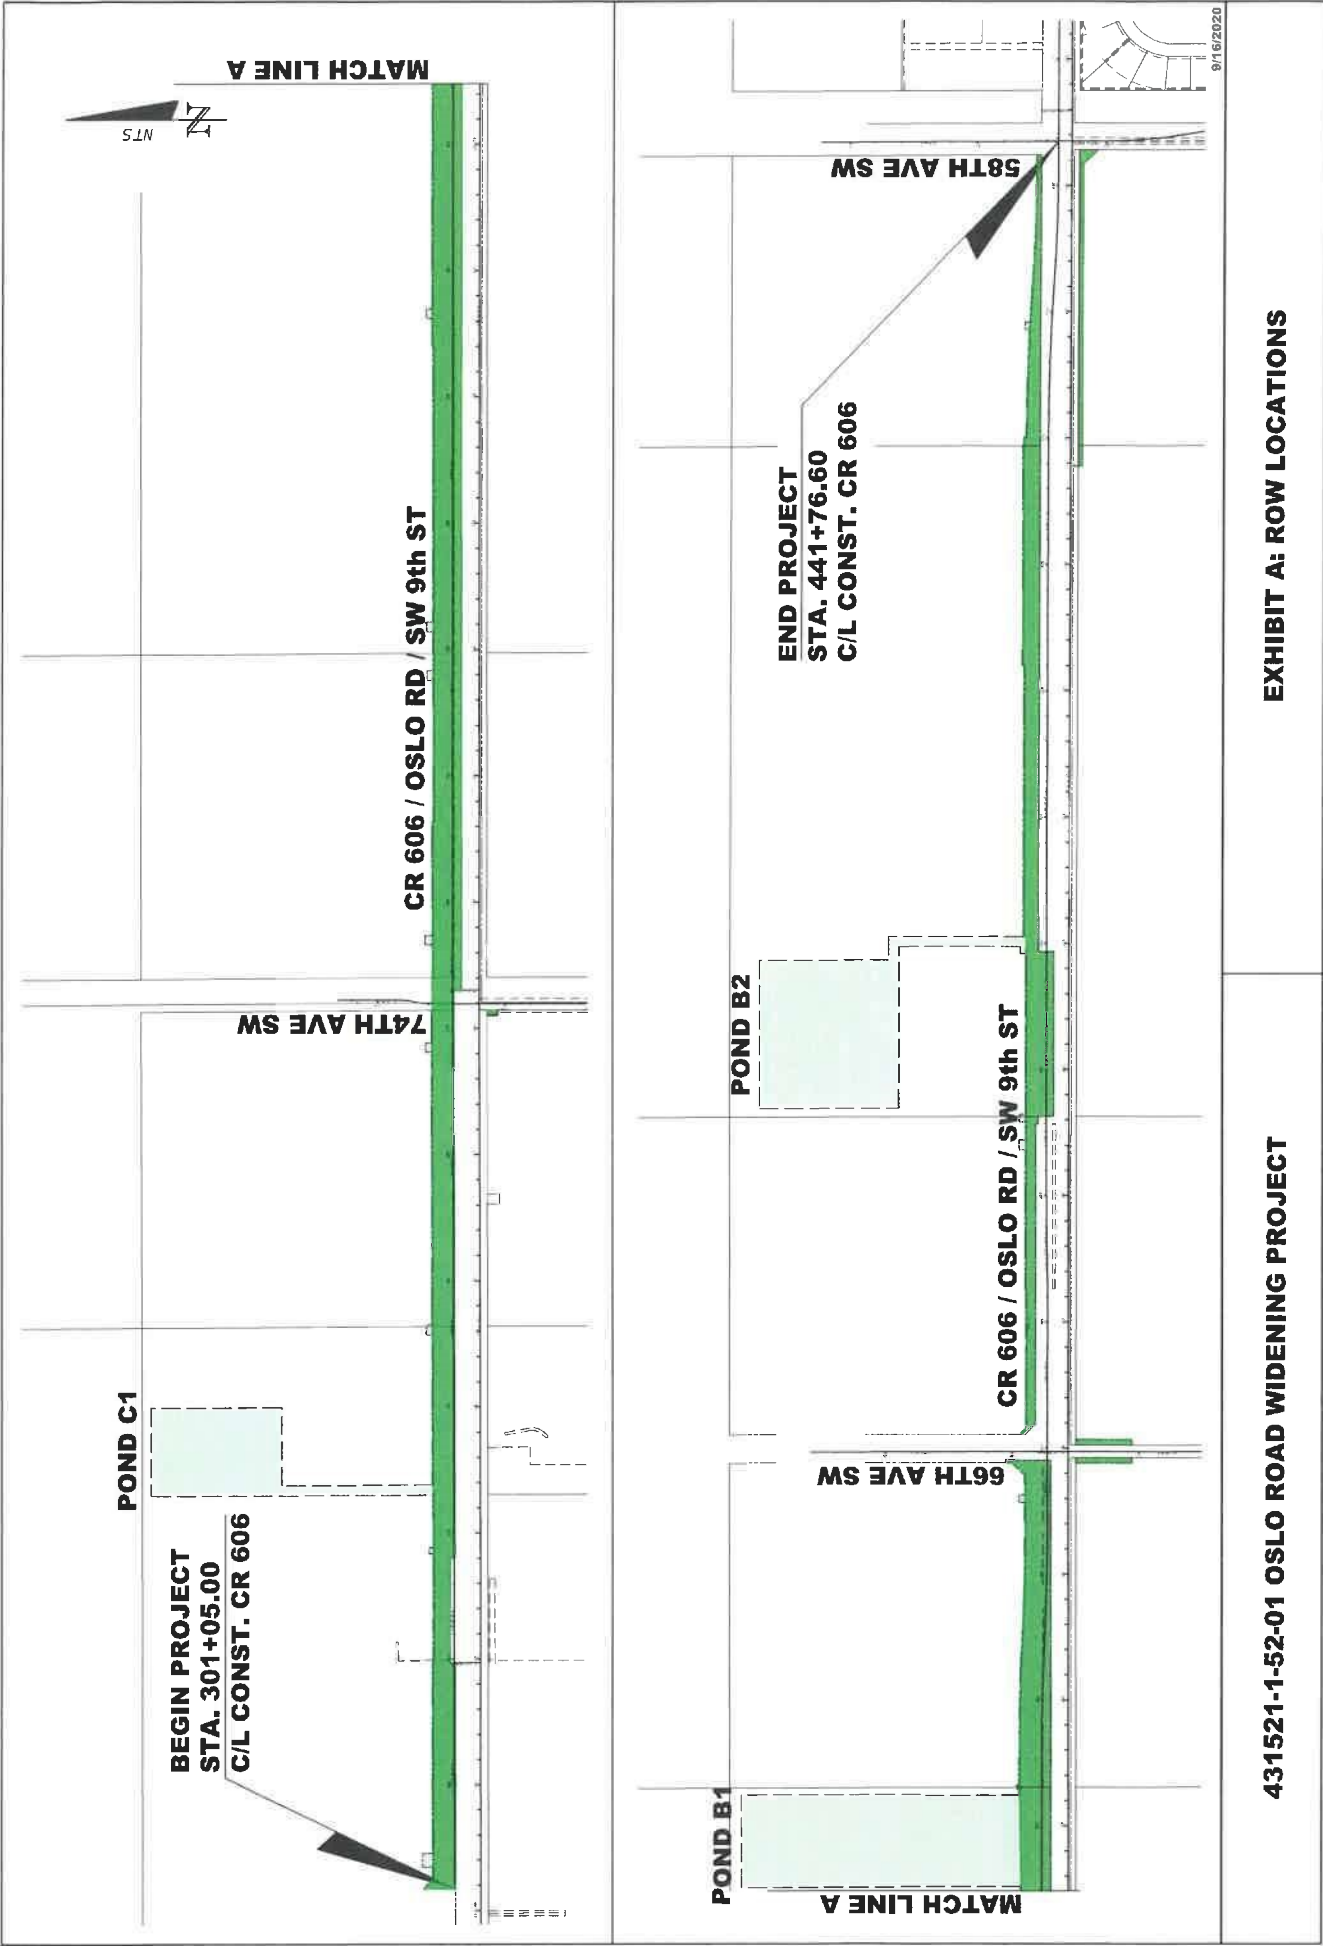 MATCH LINE A
NTS
N
CR 606 / OSLO RD / SW 9th ST
74TH AVE SW
POND C1
BEGIN PROJECT
STA. 301+05.00
C/L CONST. CR 606
58TH AVE SW
END PROJECT
STA. 441+76.60
C/L CONST. CR 606
POND B2
CR 606 / OSLO RD / SW 9th ST
66TH AVE SW
POND B1
MATCH LINE A
9/16/2020
431521-1-52-01 OSLO ROAD WIDENING PROJECT
EXHIBIT A: ROW LOCATIONS